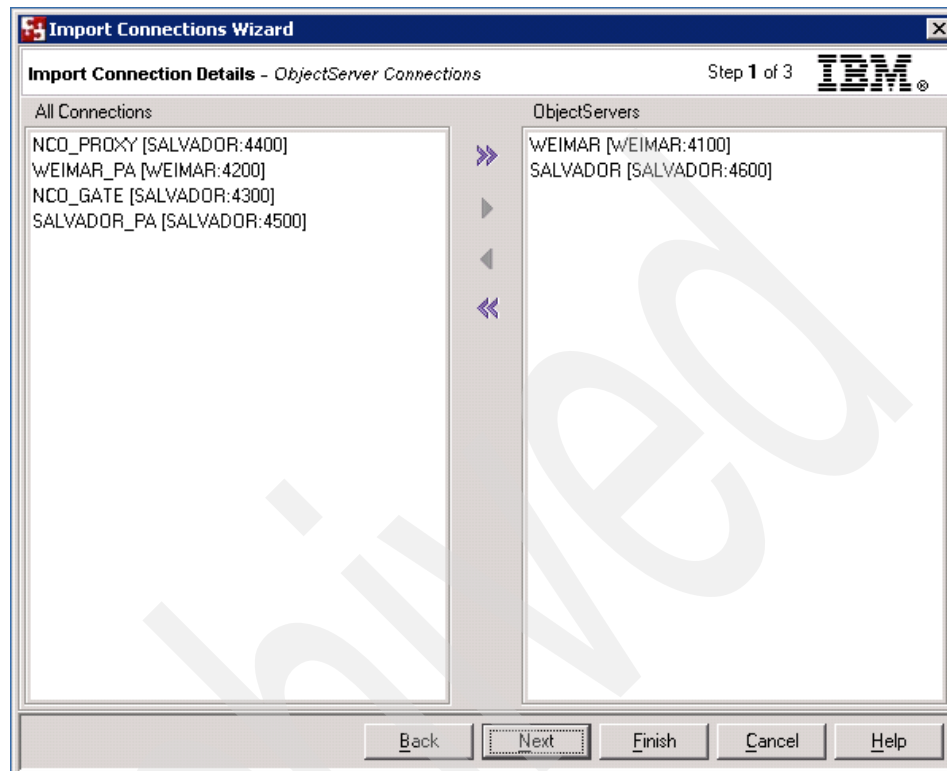 Import Connections Wizard
Import Connection Details - ObjectServer Connections Step 1 of 3 IBM®
All Connections ObjectServers
NCO_PROXY [SALVADOR:4400]
WEIMAR_PA [WEIMAR:4200]
NCO_GATE [SALVADOR:4300]
SALVADOR_PA [SALVADOR:4500]
WEIMAR [WEIMAR:4100]
SALVADOR [SALVADOR:4600]
Back Next Finish Cancel Help